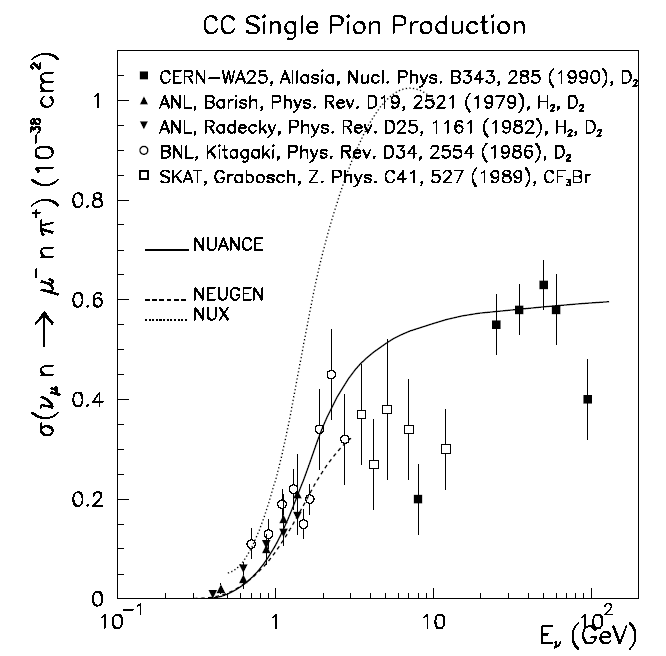 CC Single Pion Production
σ(νμ n → μ⁻ n π⁺) (10⁻³⁸ cm²)
CERN-WA25, Allasia, Nucl. Phys. B343, 285 (1990), D₂
ANL, Barish, Phys. Rev. D19, 2521 (1979), H₂, D₂
ANL, Radecky, Phys. Rev. D25, 1161 (1982), H₂, D₂
BNL, Kitagaki, Phys. Rev. D34, 2554 (1986), D₂
SKAT, Grabosch, Z. Phys. C41, 527 (1989), CF₃Br
NUANCE
NEUGEN
NUX
1
0.8
0.6
0.4
0.2
0
10⁻¹ 1 10 10²
Eν (GeV)